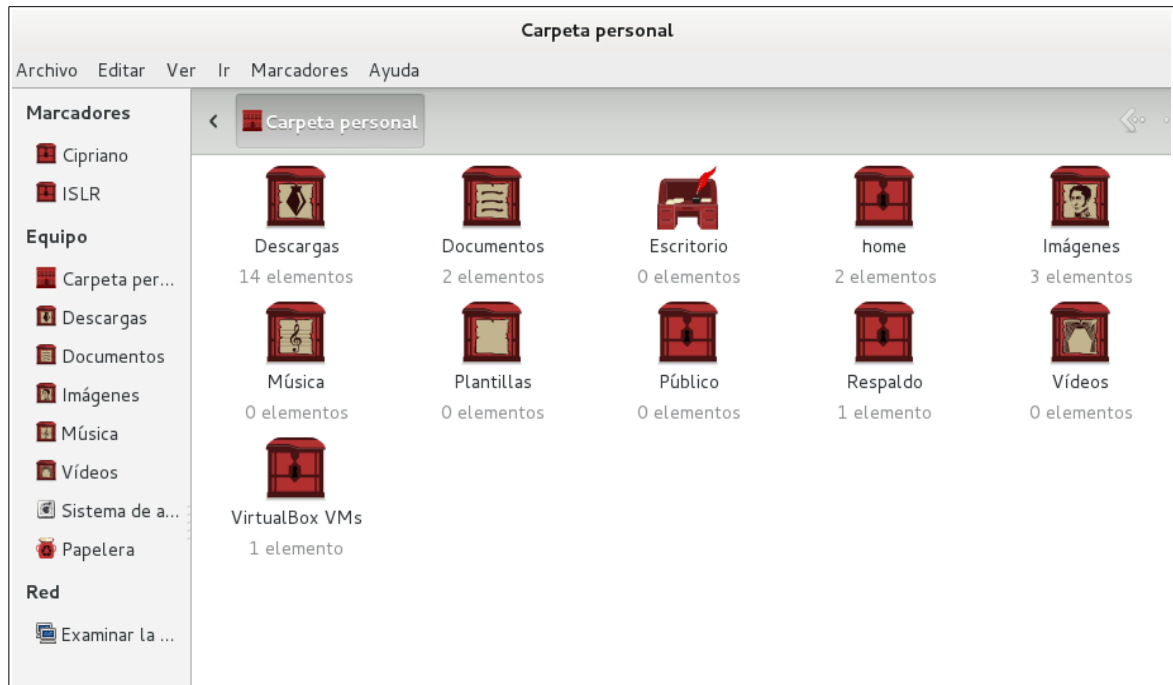 Carpeta personal
Archivo Editar Ver Ir Marcadores Ayuda
Marcadores
Cipriano
ISLR
Equipo
Carpeta per...
Descargas
Documentos
Imágenes
Música
Vídeos
Sistema de a...
Papelera
Red
Examinar la ...
Carpeta personal
Descargas Documentos Escritorio home Imágenes
14 elementos 2 elementos 0 elementos 2 elementos 3 elementos
Música Plantillas Público Respaldo Vídeos
0 elementos 0 elementos 0 elementos 1 elemento 0 elementos
VirtualBox VMs
1 elemento